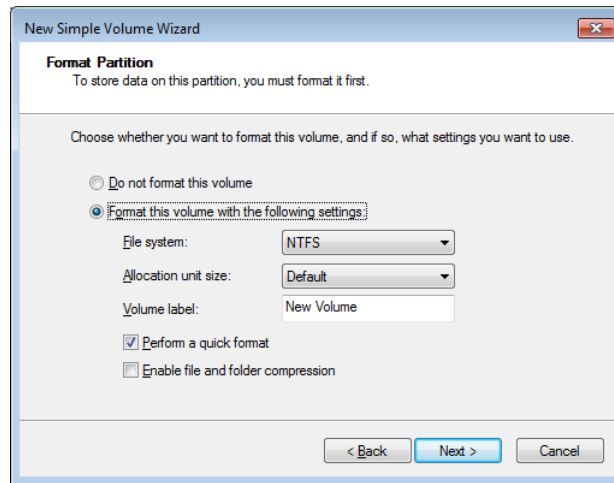 New Simple Volume Wizard
Format Partition
To store data on this partition, you must format it first.
Choose whether you want to format this volume, and if so, what settings you want to use.
Do not format this volume
Format this volume with the following settings:
File system: NTFS
Allocation unit size: Default
Volume label: New Volume
Perform a quick format
Enable file and folder compression
< Back Next > Cancel